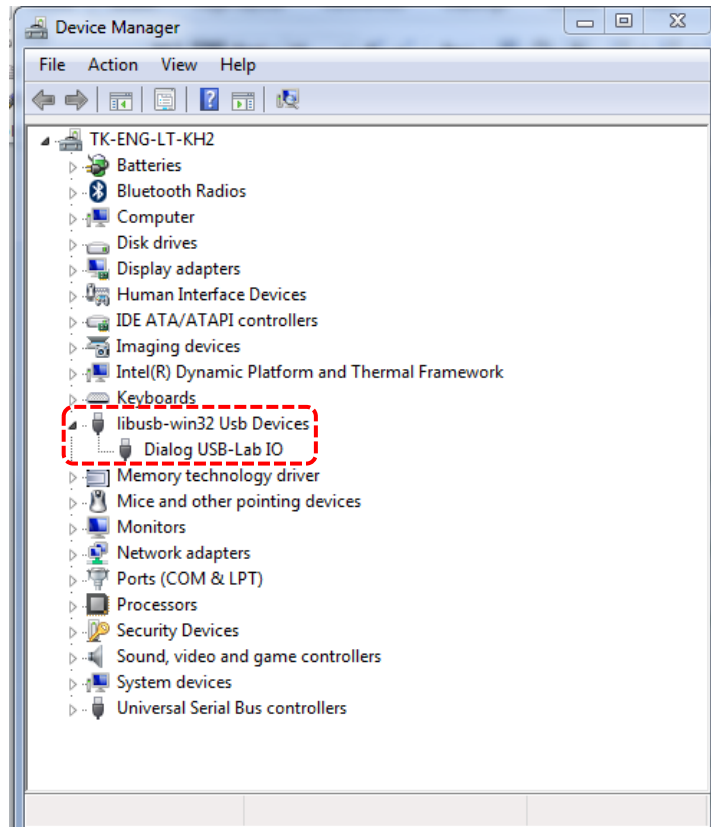 Device Manager
File Action View Help
TK-ENG-LT-KH2
Batteries
Bluetooth Radios
Computer
Disk drives
Display adapters
Human Interface Devices
IDE ATA/ATAPI controllers
Imaging devices
Intel(R) Dynamic Platform and Thermal Framework
Keyboards
libusb-win32 Usb Devices
Dialog USB-Lab IO
Memory technology driver
Mice and other pointing devices
Monitors
Network adapters
Ports (COM & LPT)
Processors
Security Devices
Sound, video and game controllers
System devices
Universal Serial Bus controllers